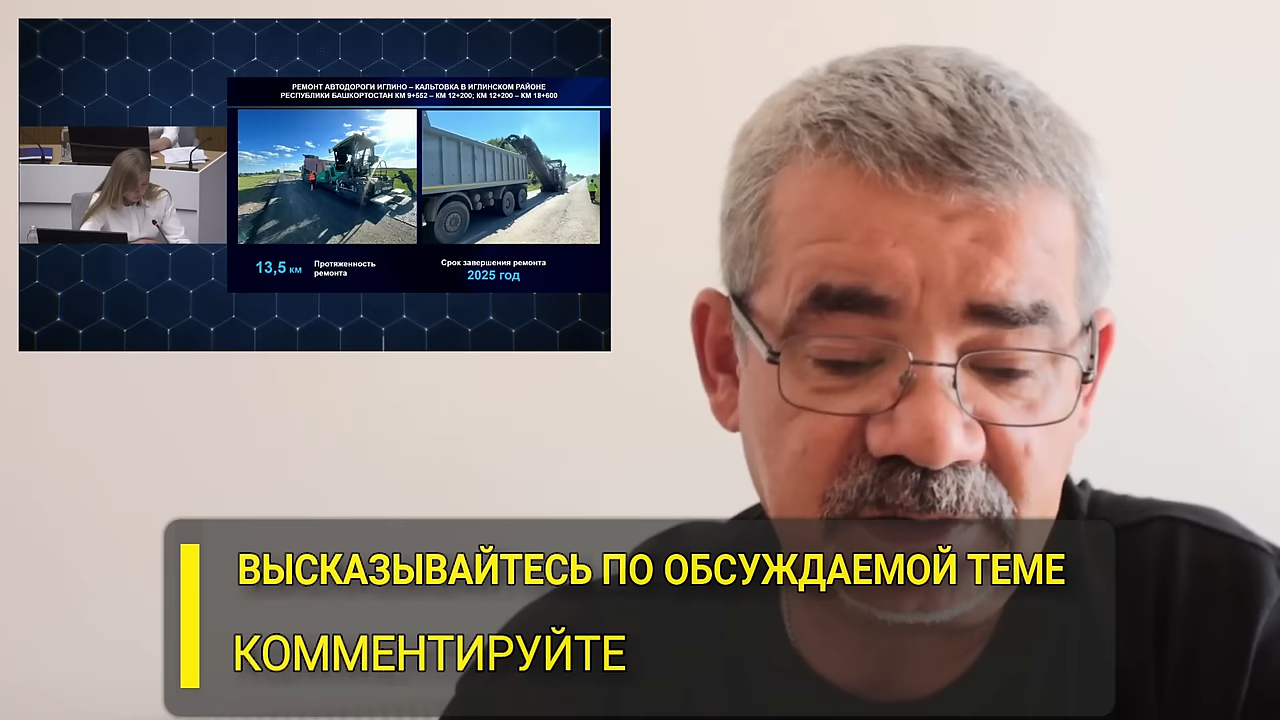 РЕМОНТ АВТОДОРОГИ ИГЛИНО – КАЛЬТОВКА В ИГЛИНСКОМ РАЙОНЕ
РЕСПУБЛИКИ БАШКОРТОСТАН КМ 9+552 – КМ 12+200; КМ 12+200 – КМ 18+600
13,5 км
Протяженность
ремонта
Срок завершения ремонта
2025 год
ВЫСКАЗЫВАЙТЕСЬ ПО ОБСУЖДАЕМОЙ ТЕМЕ
КОММЕНТИРУЙТЕ